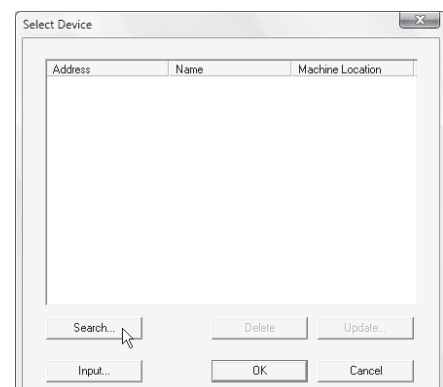 Select Device
Address Name Machine Location
Search... Delete Update...
Input... OK Cancel